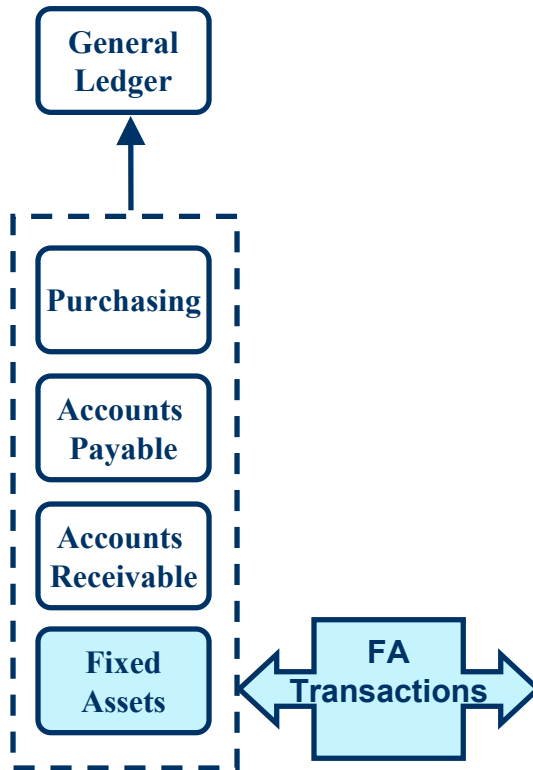 General
Ledger
Purchasing
Accounts
Payable
Accounts
Receivable
Fixed
Assets
FA
Transactions